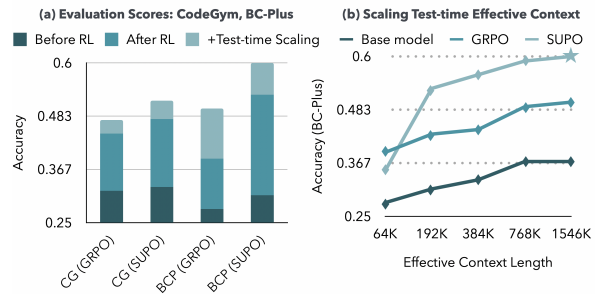 (a) Evaluation Scores: CodeGym, BC-Plus
Before RL After RL +Test-time Scaling
0.6
0.483
0.367
0.25
Accuracy
CG (GRPO)
CG (SUPO)
BCP (GRPO)
BCP (SUPO)
(b) Scaling Test-time Effective Context
Base model GRPO SUPO
0.6
0.483
0.367
0.25
Accuracy (BC-Plus)
64K 192K 384K 768K 1546K
Effective Context Length